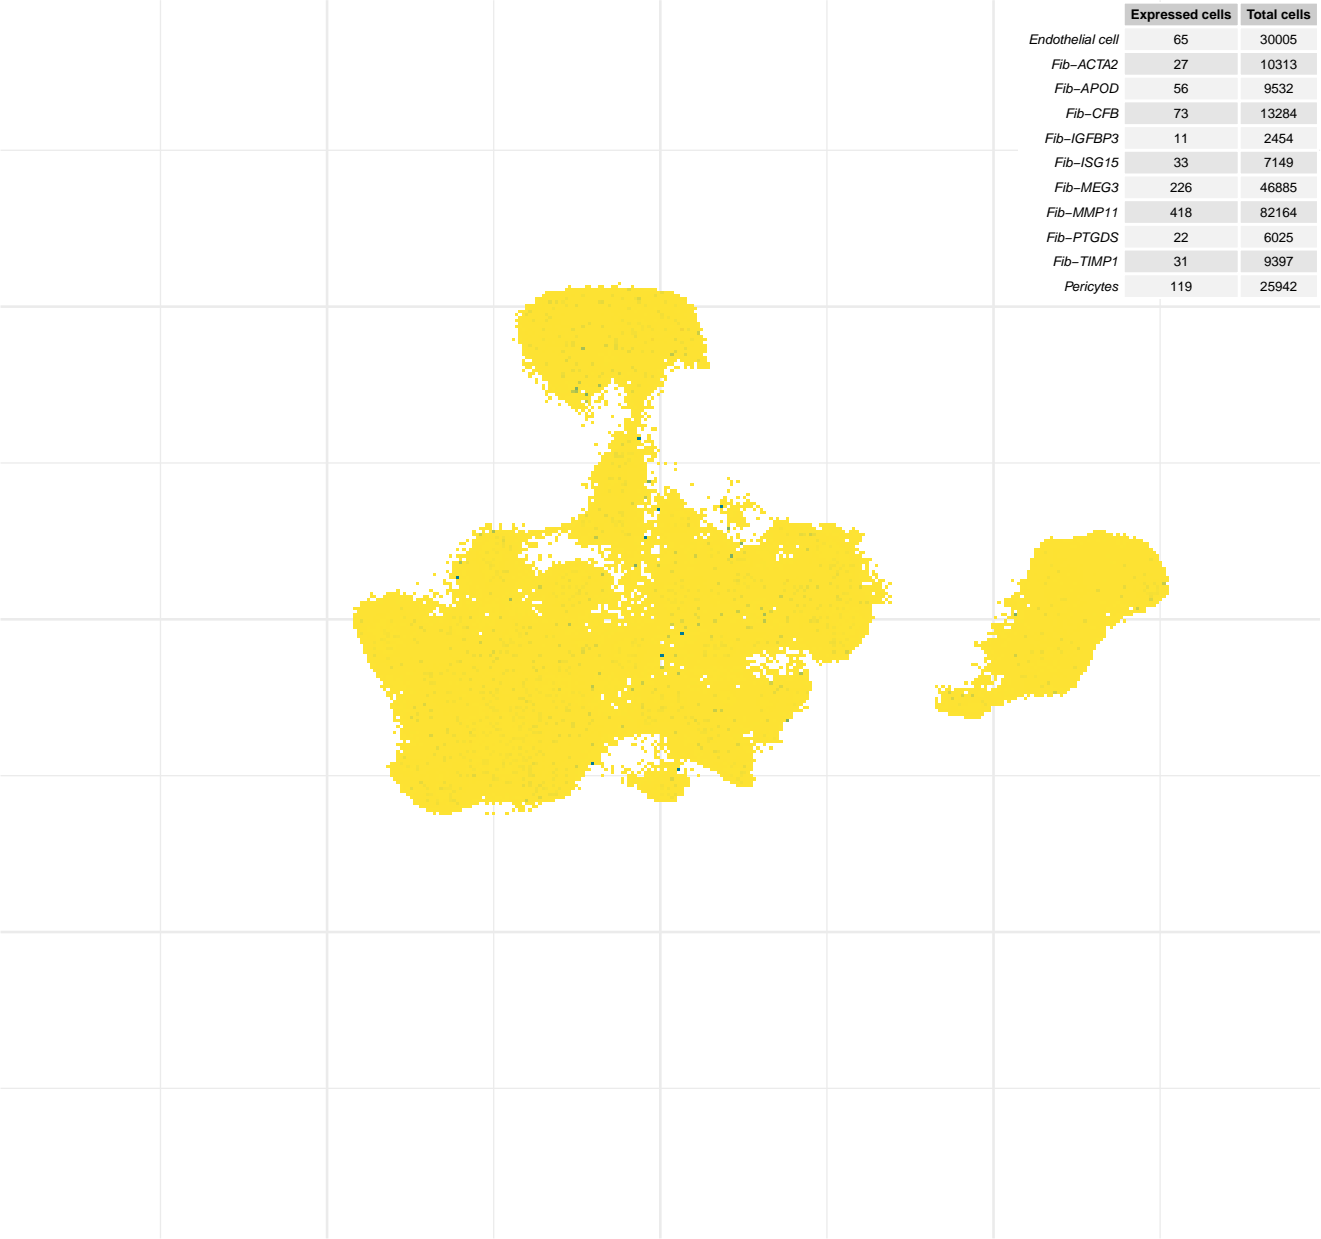 Expressed cells Total cells
Endothelial cell 65 30005
Fib−ACTA2 27 10313
Fib−APOD 56 9532
Fib−CFB 73 13284
Fib−IGFBP3 11 2454
Fib−ISG15 33 7149
Fib−MEG3 226 46885
Fib−MMP11 418 82164
Fib−PTGDS 22 6025
Fib−TIMP1 31 9397
Pericytes 119 25942